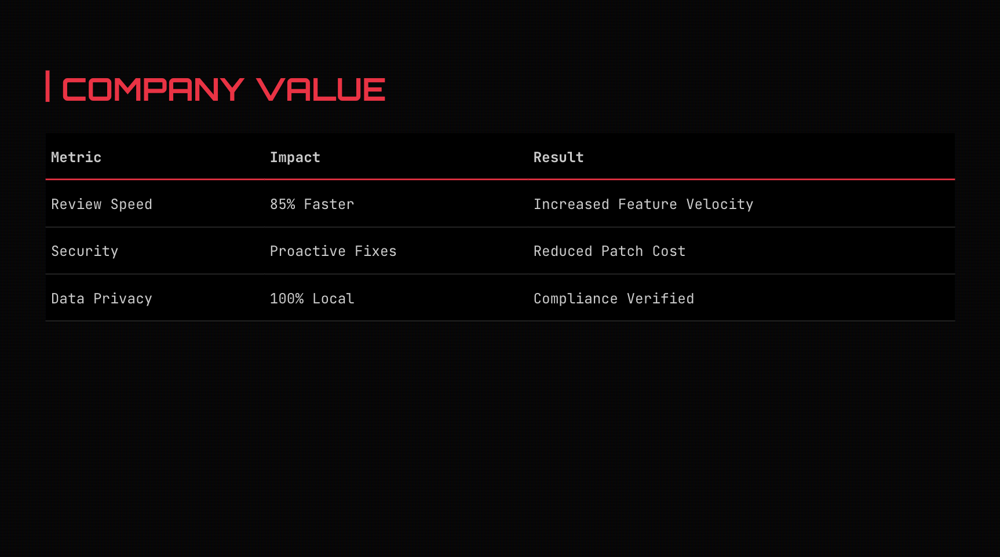 COMPANY VALUE
Metric Impact Result
Review Speed 85% Faster Increased Feature Velocity
Security Proactive Fixes Reduced Patch Cost
Data Privacy 100% Local Compliance Verified